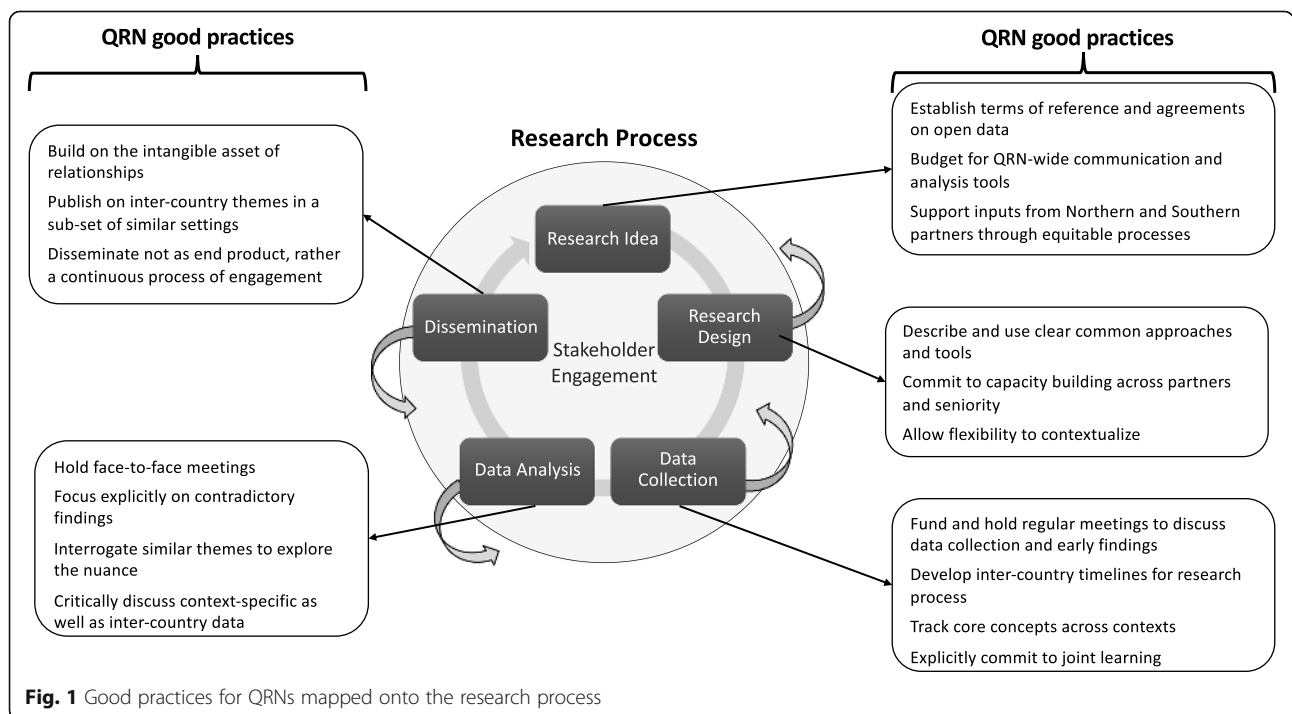 QRN good practices
Build on the intangible asset of
relationships
Publish on inter-country themes in a
sub-set of similar settings
Disseminate not as end product, rather
a continuous process of engagement
Hold face-to-face meetings
Focus explicitly on contradictory
findings
Interrogate similar themes to explore
the nuance
Critically discuss context-specific as
well as inter-country data
Research Process
Research Idea
Research
Design
Data
Collection
Data Analysis
Dissemination
Stakeholder
Engagement
QRN good practices
Establish terms of reference and agreements
on open data
Budget for QRN-wide communication and
analysis tools
Support inputs from Northern and Southern
partners through equitable processes
Describe and use clear common approaches
and tools
Commit to capacity building across partners
and seniority
Allow flexibility to contextualize
Fund and hold regular meetings to discuss
data collection and early findings
Develop inter-country timelines for research
process
Track core concepts across contexts
Explicitly commit to joint learning
Fig. 1 Good practices for QRNs mapped onto the research process